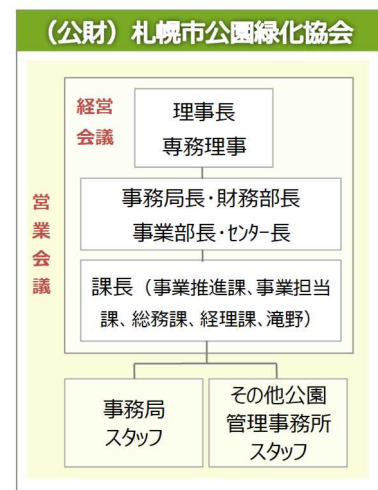 （公財）札幌市公園緑化協会
経営
会議
理事長
専務理事
営
業
会
議
事務局長・財務部長
事業部長・センター長
課長（事業推進課、事業担当
課、総務課、経理課、滝野）
事務局
スタッフ
その他公園
管理事務所
スタッフ